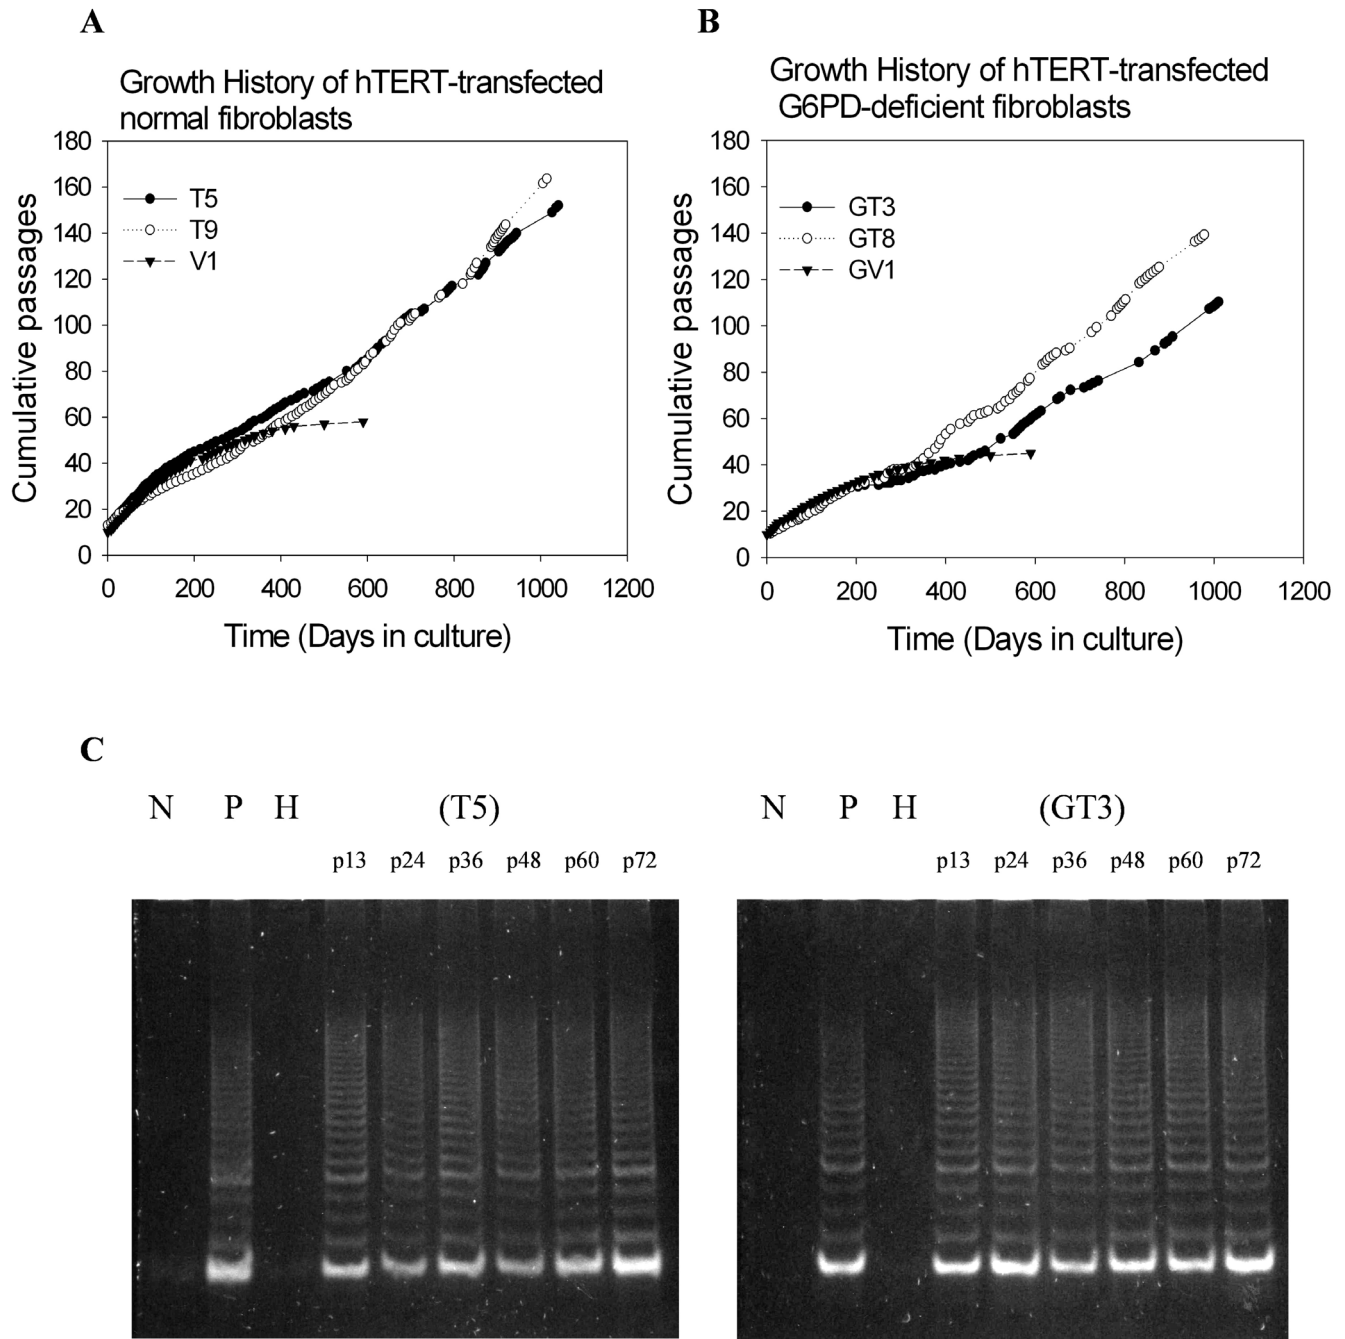 A
B
Growth History of hTERT-transfected
normal fibroblasts
Growth History of hTERT-transfected
G6PD-deficient fibroblasts
180
160
140
120
100
80
60
40
20
0
Cumulative passages
T5
T9
V1
0 200 400 600 800 1000 1200
Time (Days in culture)
180
160
140
120
100
80
60
40
20
0
Cumulative passages
GT3
GT8
GV1
0 200 400 600 800 1000 1200
Time (Days in culture)
C
N P H (T5)
p13 p24 p36 p48 p60 p72
N P H (GT3)
p13 p24 p36 p48 p60 p72